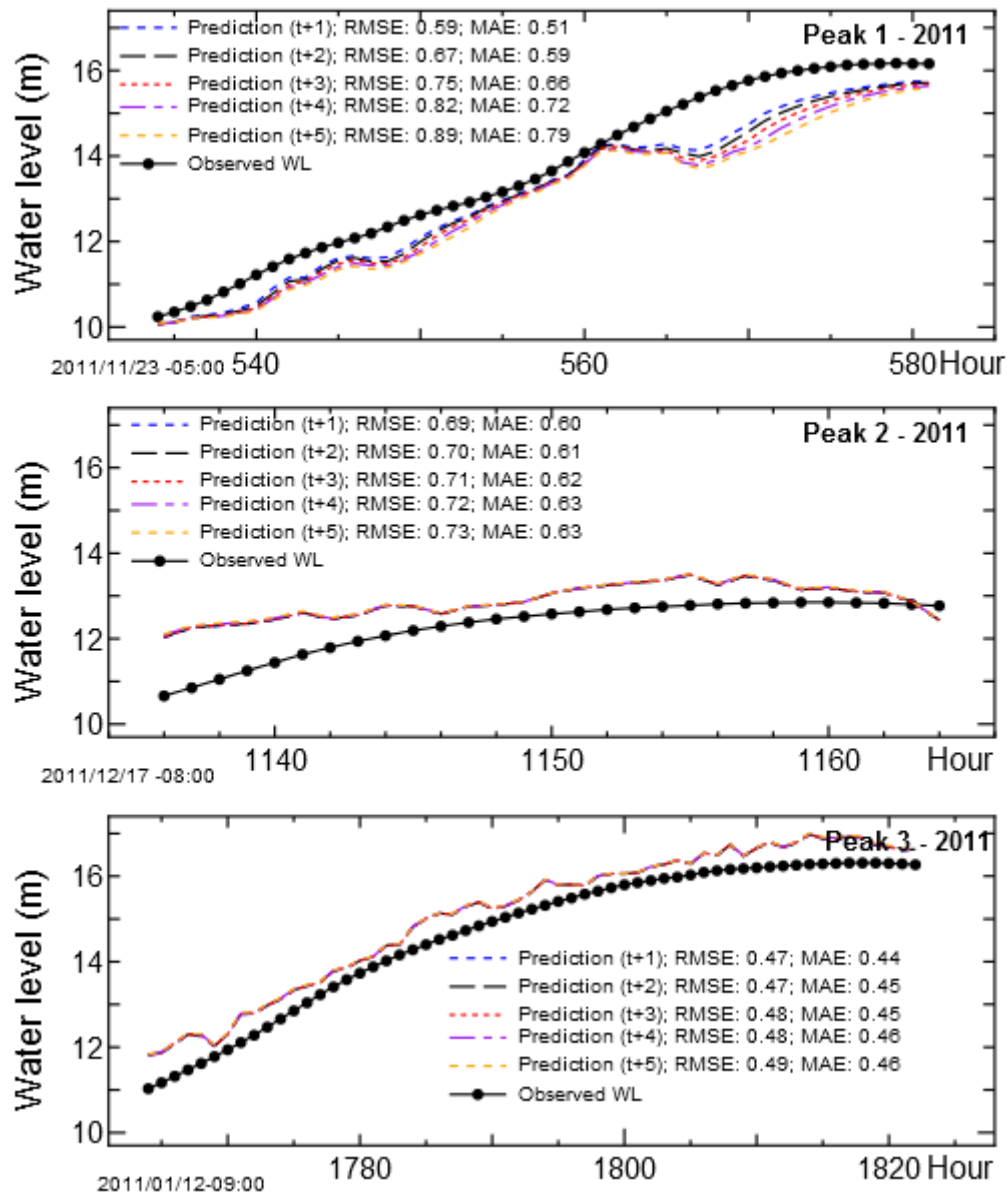 Prediction (t+1); RMSE: 0.59; MAE: 0.51
Peak 1 - 2011
Prediction (t+2); RMSE: 0.67; MAE: 0.59
Prediction (t+3); RMSE: 0.75; MAE: 0.66
Prediction (t+4); RMSE: 0.82; MAE: 0.72
Prediction (t+5); RMSE: 0.89; MAE: 0.79
Observed WL
Water level (m)
16
14
12
10
2011/11/23 -05:00
540
560
580
Hour
Prediction (t+1); RMSE: 0.69; MAE: 0.60
Peak 2 - 2011
Prediction (t+2); RMSE: 0.70; MAE: 0.61
Prediction (t+3); RMSE: 0.71; MAE: 0.62
Prediction (t+4); RMSE: 0.72; MAE: 0.63
Prediction (t+5); RMSE: 0.73; MAE: 0.63
Observed WL
Water level (m)
16
14
12
10
2011/12/17 -08:00
1140
1150
1160
Hour
Peak 3 - 2011
Water level (m)
16
14
12
10
Prediction (t+1); RMSE: 0.47; MAE: 0.44
Prediction (t+2); RMSE: 0.47; MAE: 0.45
Prediction (t+3); RMSE: 0.48; MAE: 0.45
Prediction (t+4); RMSE: 0.48; MAE: 0.46
Prediction (t+5); RMSE: 0.49; MAE: 0.46
Observed WL
2011/01/12-09:00
1780
1800
1820
Hour